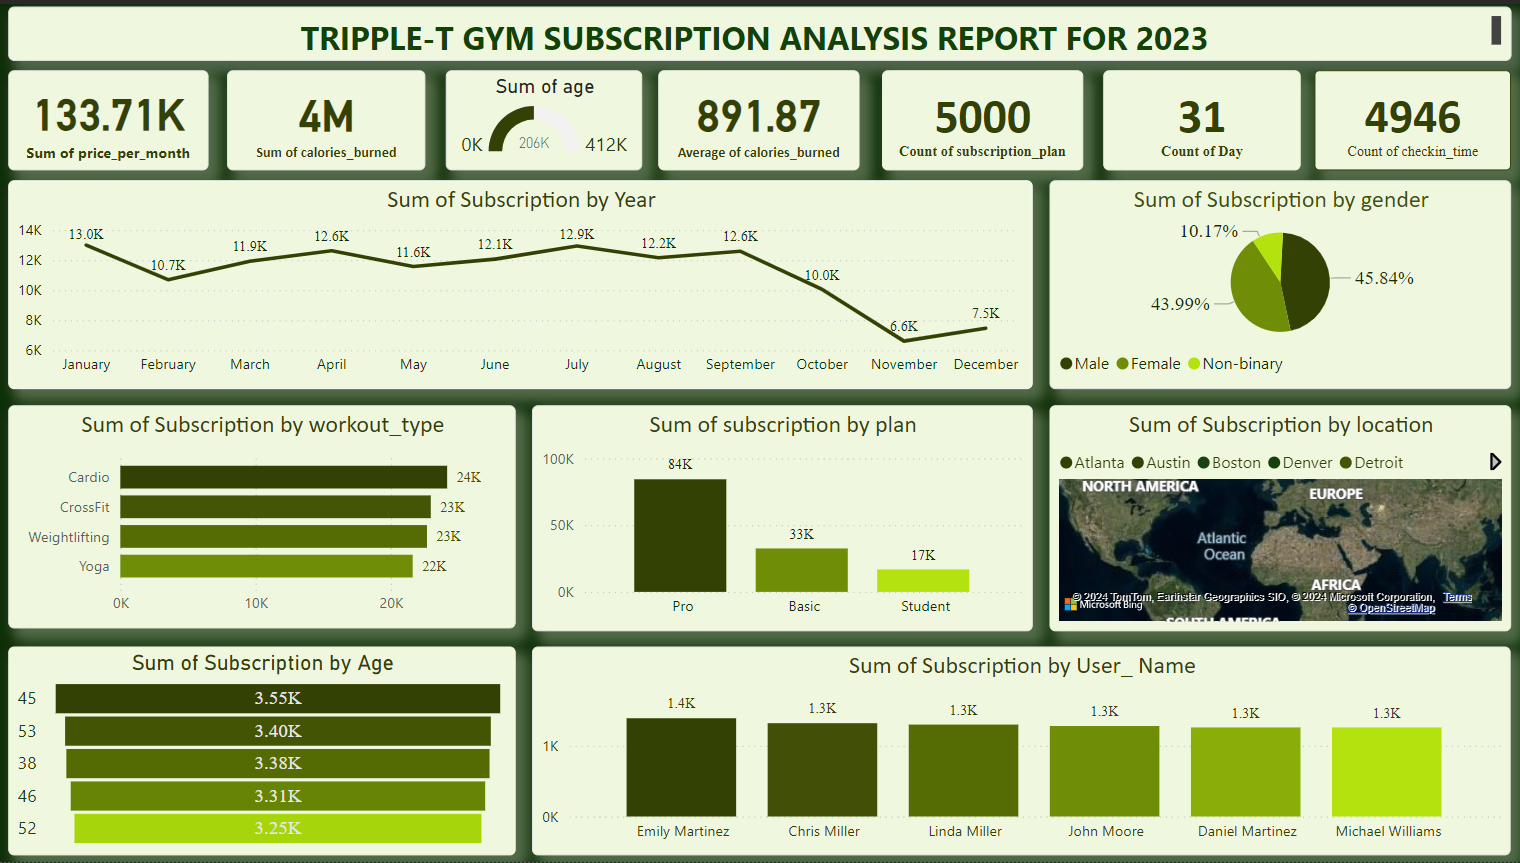 TRIPPLE-T GYM SUBSCRIPTION ANALYSIS REPORT FOR 2023
133.71K
Sum of price_per_month
4M
Sum of calories_burned
Sum of age
0K
206K
412K
891.87
Average of calories_burned
5000
Count of subscription_plan
31
Count of Day
4946
Count of checkin_time
Sum of Subscription by Year
14K
12K
10K
8K
6K
13.0K
10.7K
11.9K
12.6K
11.6K
12.1K
12.9K
12.2K
12.6K
10.0K
6.6K
7.5K
January February March April May June July August September October November December
Sum of Subscription by gender
10.17%
45.84%
43.99%
Male Female Non-binary
Sum of Subscription by workout_type
Cardio 24K
CrossFit 23K
Weightlifting 23K
Yoga 22K
0K 10K 20K
Sum of subscription by plan
100K
50K
0K
84K
33K
17K
Pro Basic Student
Sum of Subscription by location
Atlanta Austin Boston Denver Detroit
NORTH AMERICA
EUROPE
Atlantic
Ocean
AFRICA
© 2024 TomTom, Earthstar Geographics SIO, © 2024 Microsoft Corporation, Terms
Microsoft Bing
© OpenStreetMap
SOUTH AMERICA
Sum of Subscription by Age
45 3.55K
53 3.40K
38 3.38K
46 3.31K
52 3.25K
Sum of Subscription by User_ Name
1K
0K
1.4K
1.3K
1.3K
1.3K
1.3K
1.3K
Emily Martinez Chris Miller Linda Miller John Moore Daniel Martinez Michael Williams